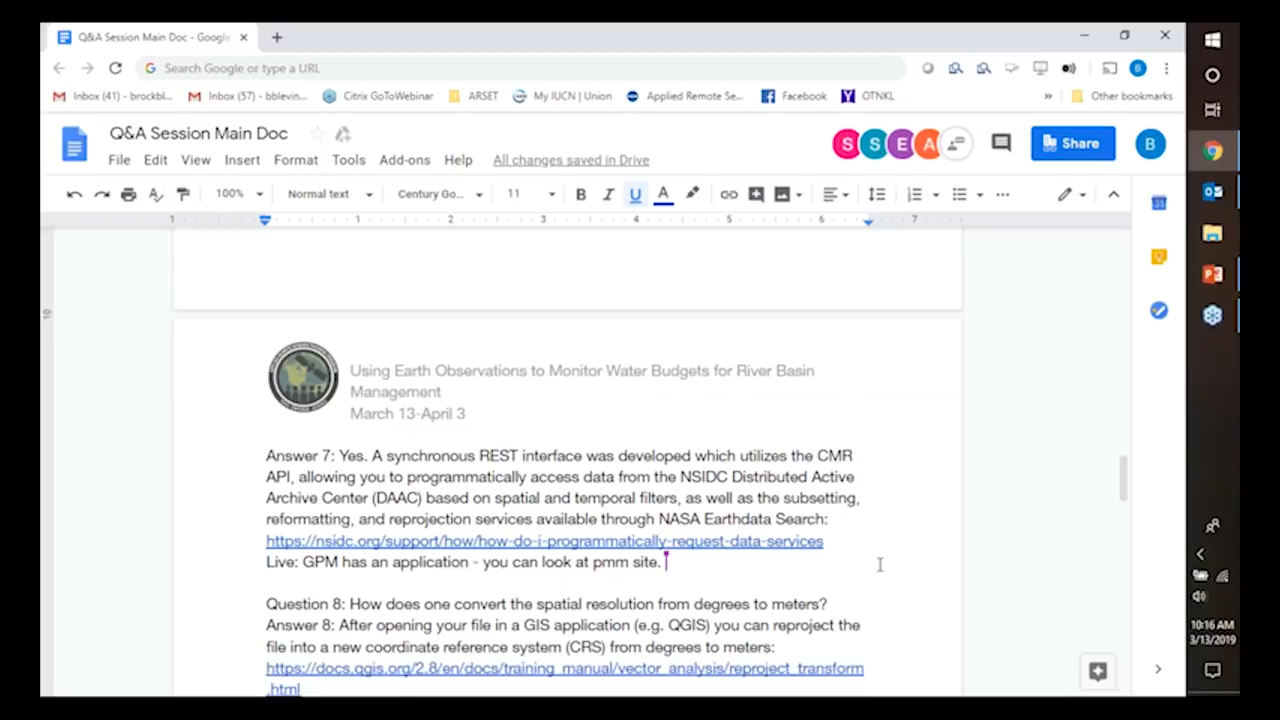 Q&A Session Main Doc - Google
Search Google or type a URL
B
Inbox (41) - brockbl...
Inbox (57) - bblevin...
Citrix GoToWebinar
ARSET
My IUCN | Union
Applied Remote Se...
Facebook
OTNKL
»
Other bookmarks
Q&A Session Main Doc
S S E A
Share
B
File Edit View Insert Format Tools Add-ons Help All changes saved in Drive
100% Normal text Century Go... 11 B I U A
1 1 2 3 4 5 6 7
Using Earth Observations to Monitor Water Budgets for River Basin
Management
March 13-April 3
Answer 7: Yes. A synchronous REST interface was developed which utilizes the CMR
API, allowing you to programmatically access data from the NSIDC Distributed Active
Archive Center (DAAC) based on spatial and temporal filters, as well as the subsetting,
reformatting, and reprojection services available through NASA Earthdata Search:
https://nsidc.org/support/how/how-do-i-programmatically-request-data-services
Live: GPM has an application - you can look at pmm site.
Question 8: How does one convert the spatial resolution from degrees to meters?
Answer 8: After opening your file in a GIS application (e.g. QGIS) you can reproject the
file into a new coordinate reference system (CRS) from degrees to meters:
https://docs.qgis.org/2.8/en/docs/training_manual/vector_analysis/reproject_transform
.html
10:16 AM
3/13/2019